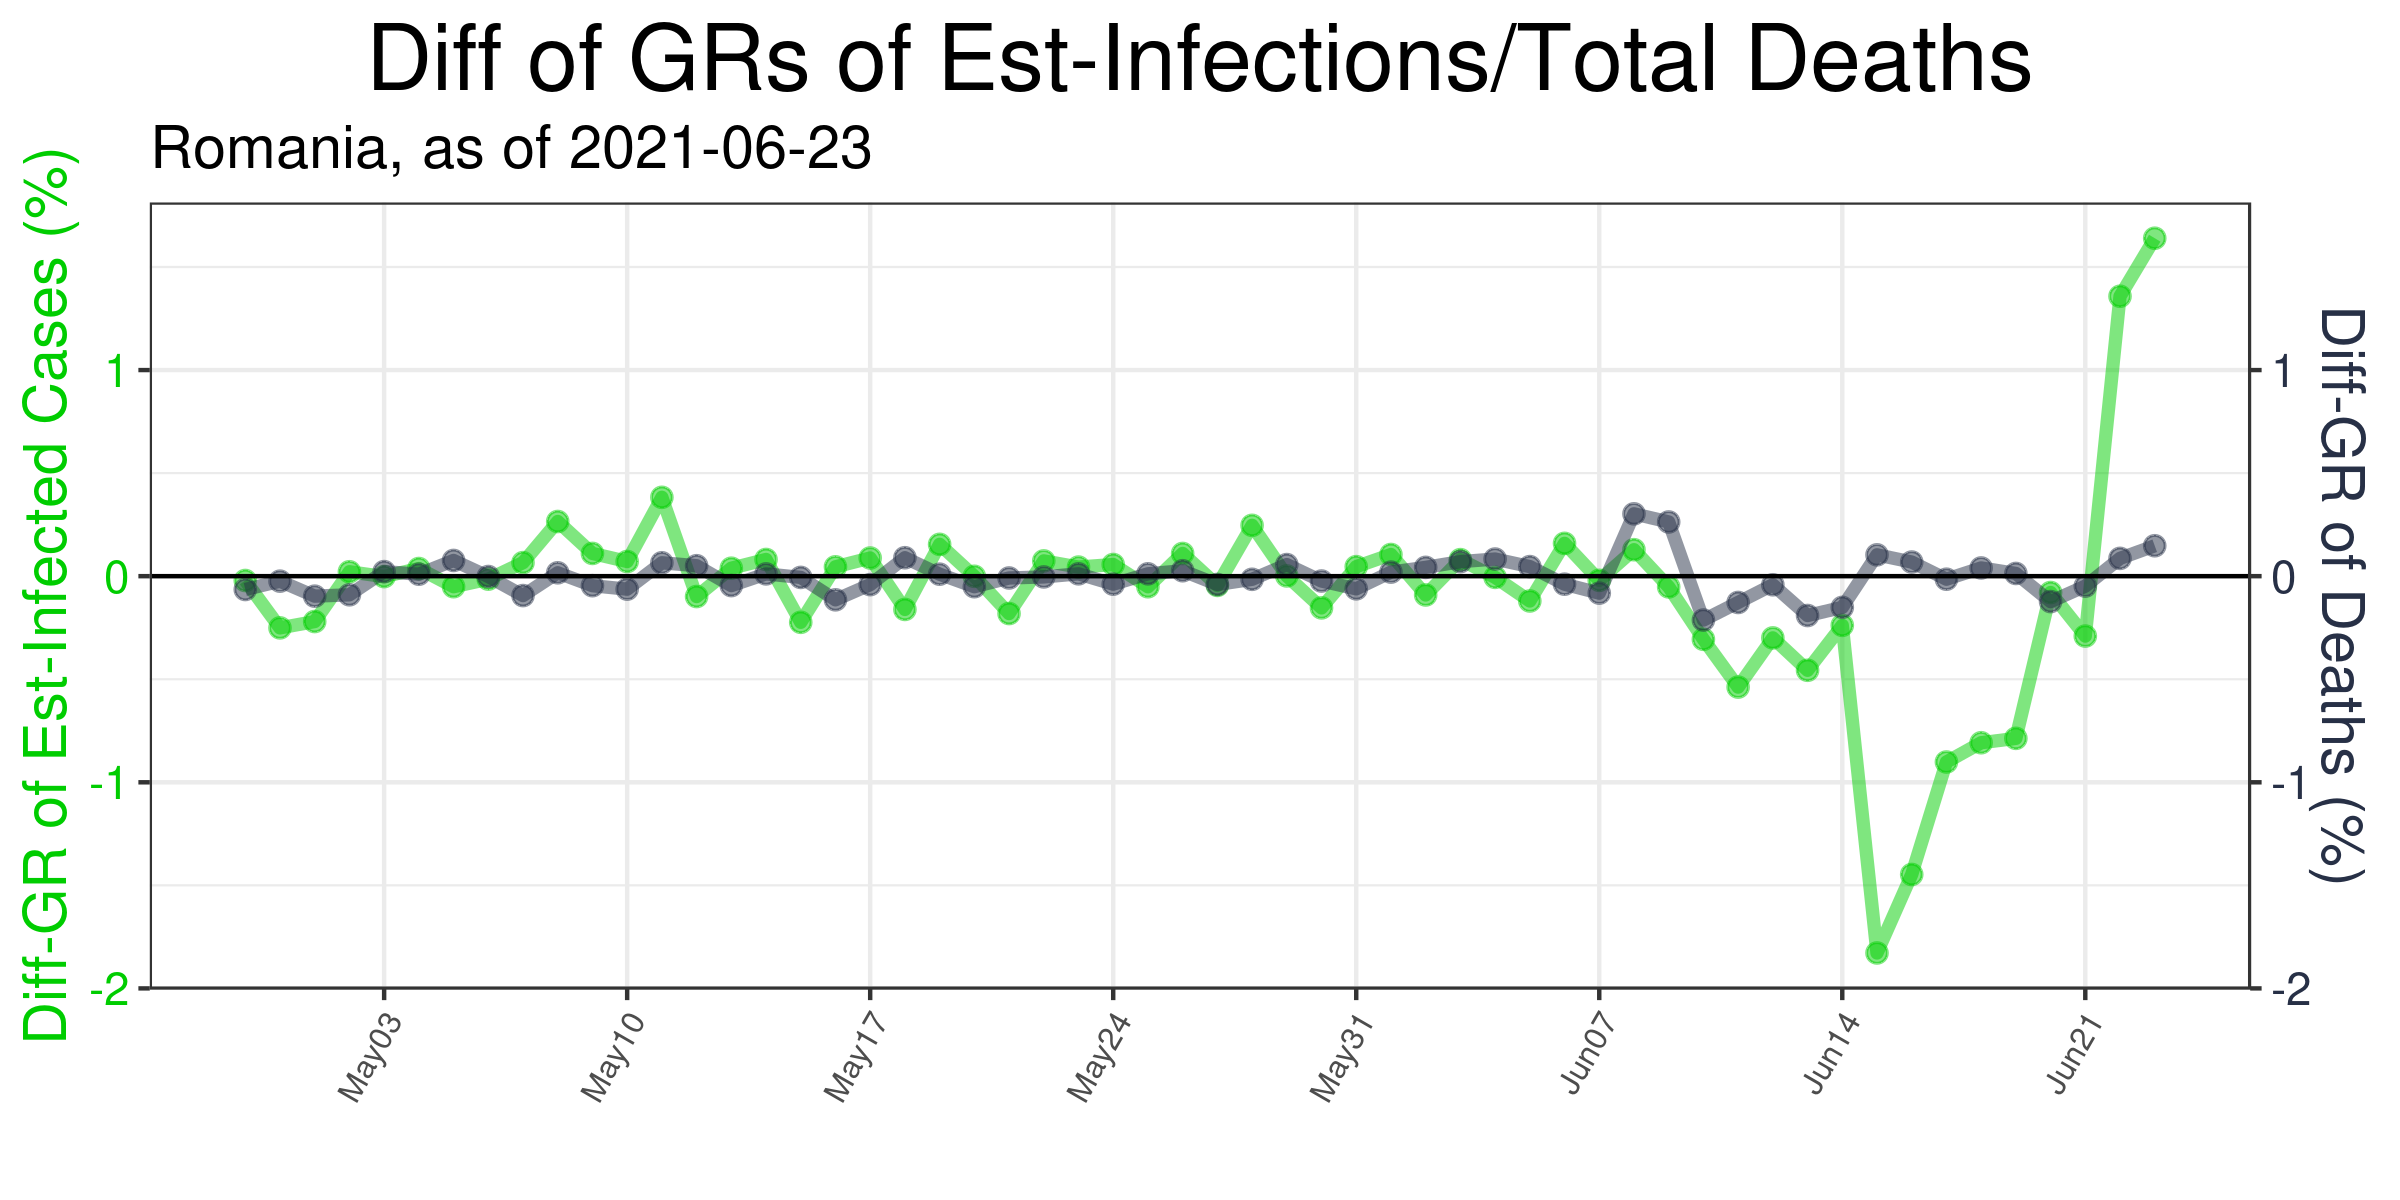 Diff of GRs of Est-Infections/Total Deaths
Romania, as of 2021-06-23
Diff-GR of Est-Infected Cases (%)
1
0
-1
-2
1
0
-1
-2
Diff-GR of Deaths (%)
May03
May10
May17
May24
May31
Jun07
Jun14
Jun21